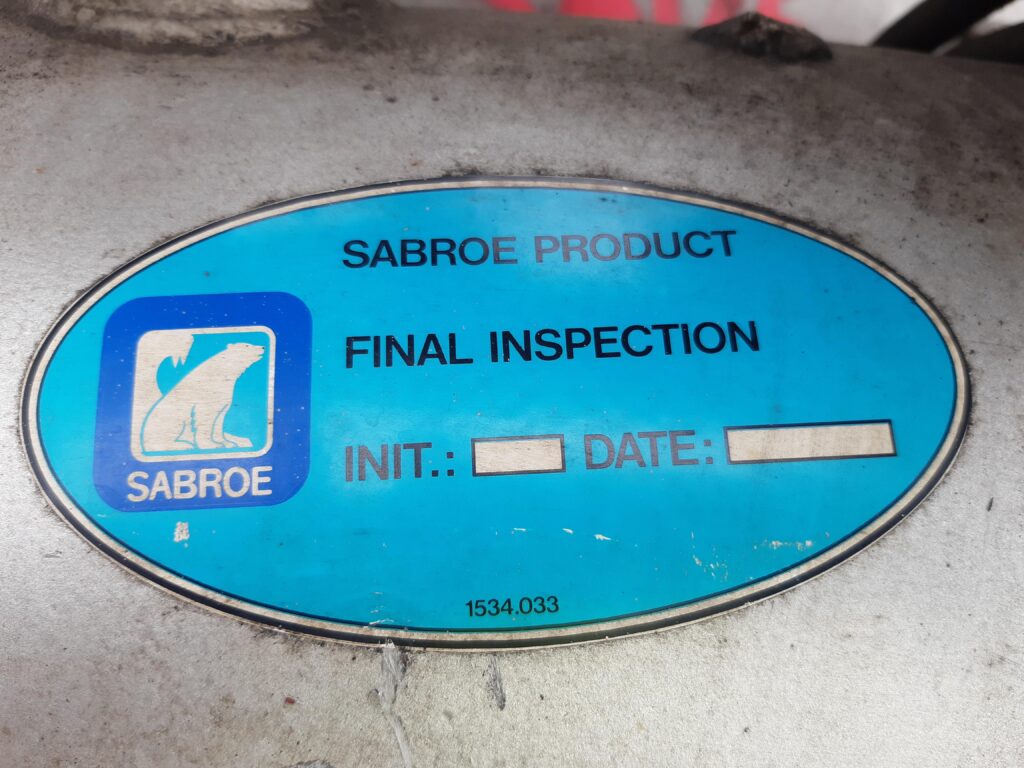 SABROE PRODUCT
FINAL INSPECTION
INIT.: DATE:
SABROE
1534.033